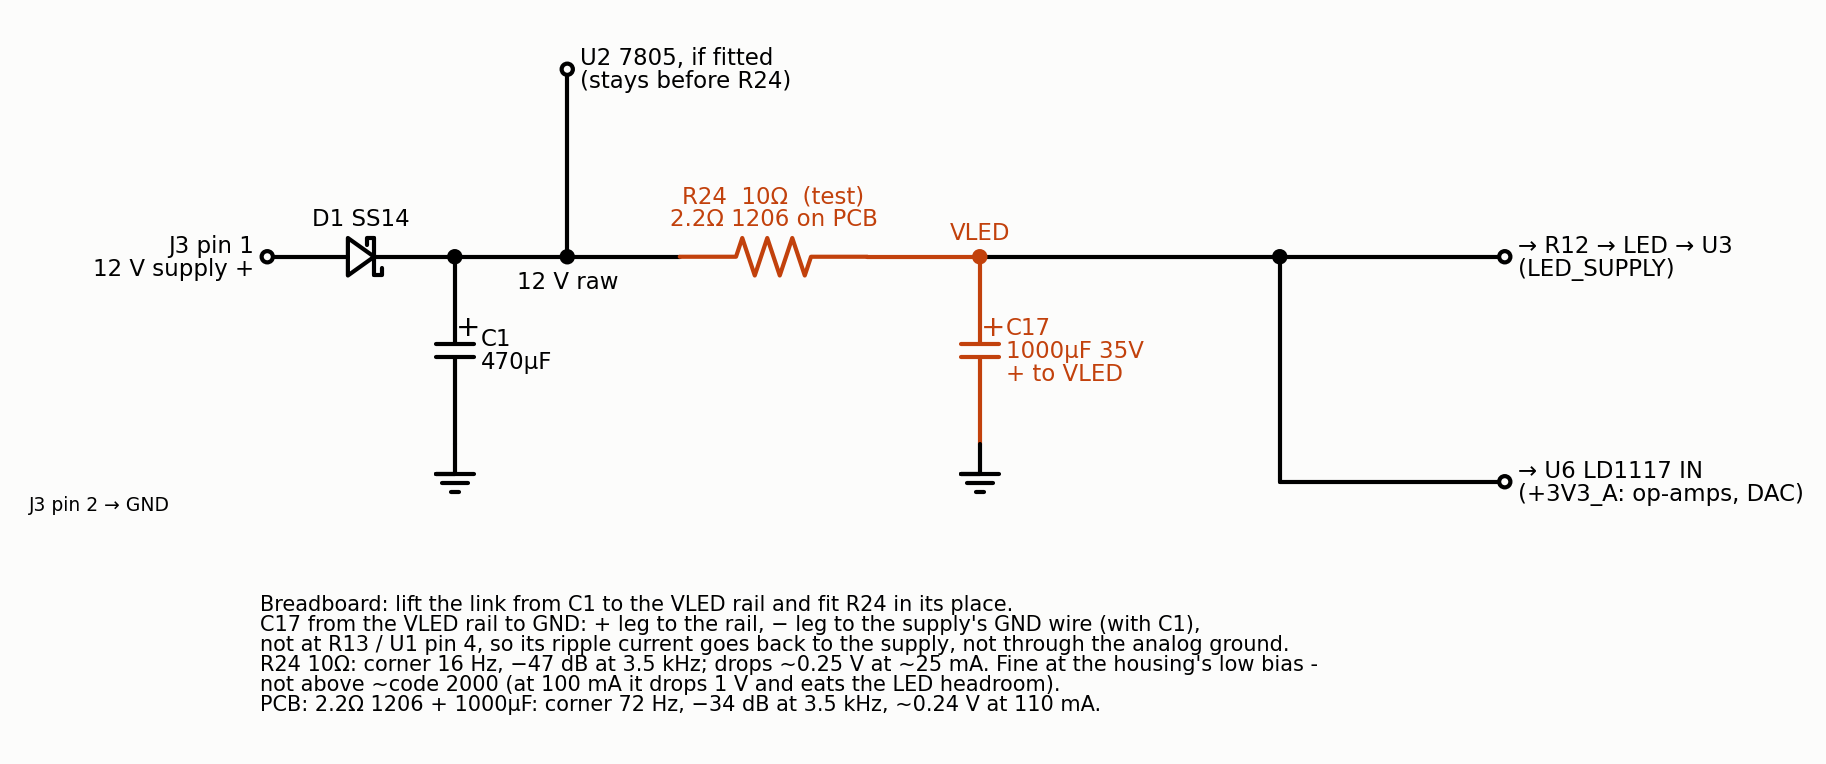 U2 7805, if fitted
(stays before R24)
R24  10Ω  (test)
2.2Ω 1206 on PCB
D1 SS14
VLED
J3 pin 1
12 V supply +
→ R12 → LED → U3
(LED_SUPPLY)
12 V raw
+
C1
470µF
+
C17
1000µF 35V
+ to VLED
→ U6 LD1117 IN
(+3V3_A: op-amps, DAC)
J3 pin 2 → GND
Breadboard: lift the link from C1 to the VLED rail and fit R24 in its place.
C17 from the VLED rail to GND: + leg to the rail, − leg to the supply's GND wire (with C1),
not at R13 / U1 pin 4, so its ripple current goes back to the supply, not through the analog ground.
R24 10Ω: corner 16 Hz, −47 dB at 3.5 kHz; drops ~0.25 V at ~25 mA. Fine at the housing's low bias -
not above ~code 2000 (at 100 mA it drops 1 V and eats the LED headroom).
PCB: 2.2Ω 1206 + 1000µF: corner 72 Hz, −34 dB at 3.5 kHz, ~0.24 V at 110 mA.